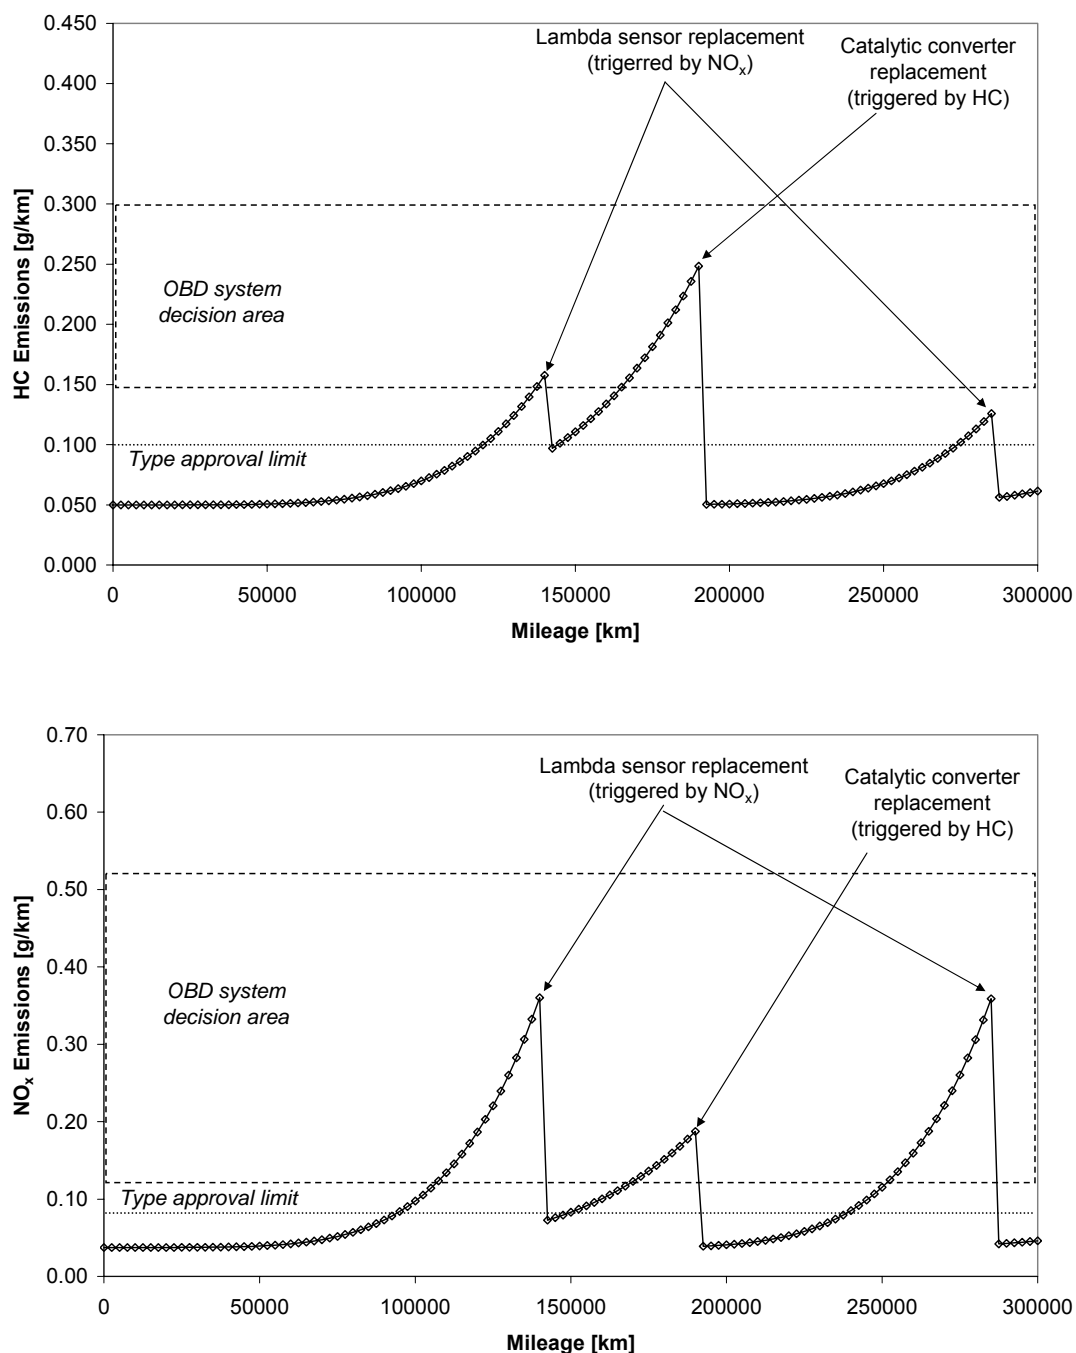 0.450
0.400
0.350
0.300
0.250
0.200
0.150
0.100
0.050
0.000
HC Emissions [g/km]
Lambda sensor replacement
(trigerred by NOx)
Catalytic converter
replacement
(triggered by HC)
OBD system
decision area
Type approval limit
0 50000 100000 150000 200000 250000 300000
Mileage [km]
0.70
0.60
0.50
0.40
0.30
0.20
0.10
0.00
NOx Emissions [g/km]
Lambda sensor replacement
(triggered by NOx)
Catalytic converter
replacement
(triggered by HC)
OBD system
decision area
Type approval limit
0 50000 100000 150000 200000 250000 300000
Mileage [km]